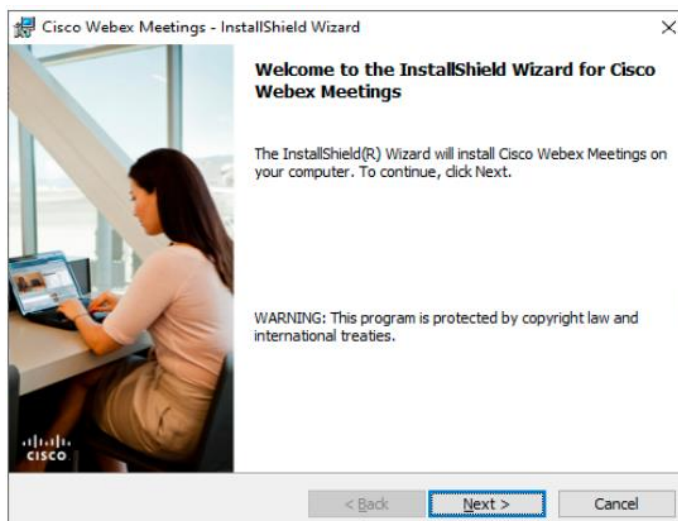 Cisco Webex Meetings - InstallShield Wizard
Welcome to the InstallShield Wizard for Cisco
Webex Meetings
The InstallShield(R) Wizard will install Cisco Webex Meetings on
your computer. To continue, click Next.
WARNING: This program is protected by copyright law and
international treaties.
CISCO
< Back Next > Cancel